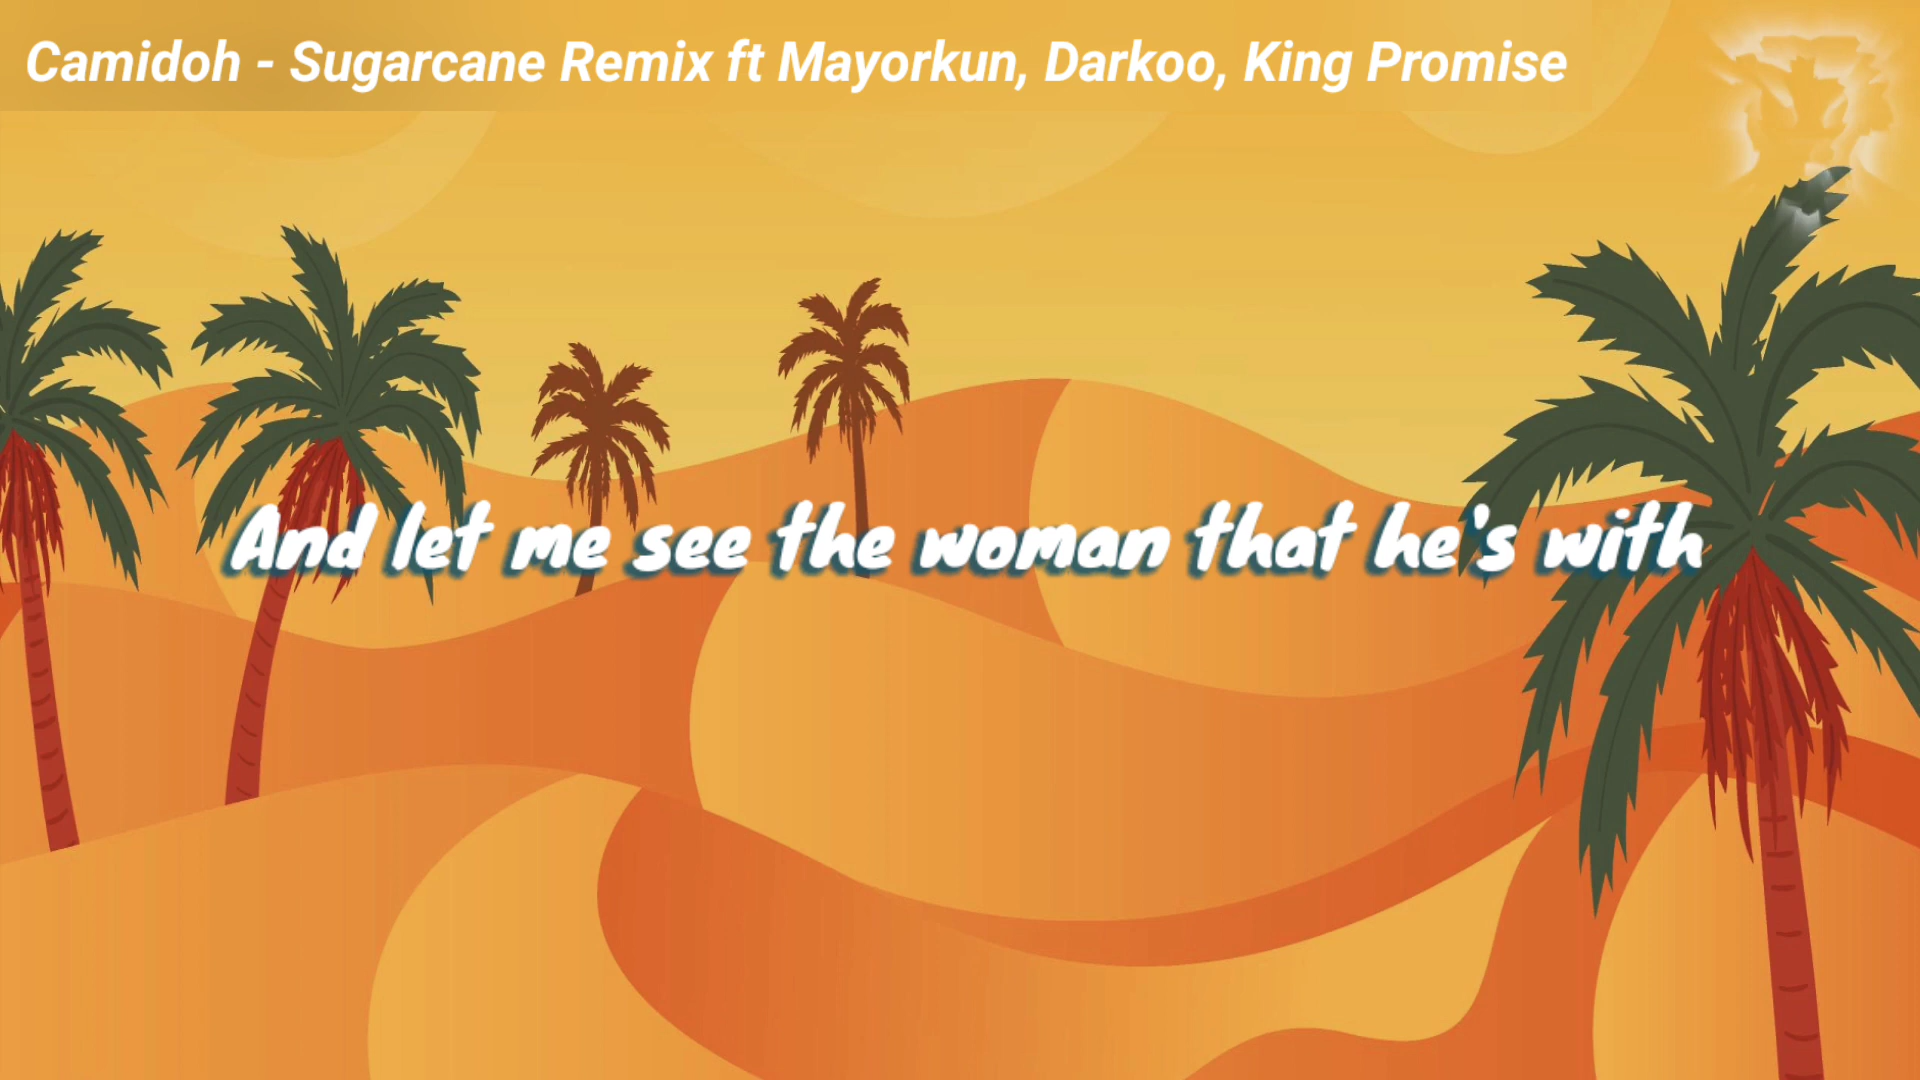 Camidoh - Sugarcane Remix ft Mayorkun, Darkoo, King Promise
And let me see the woman that he's with